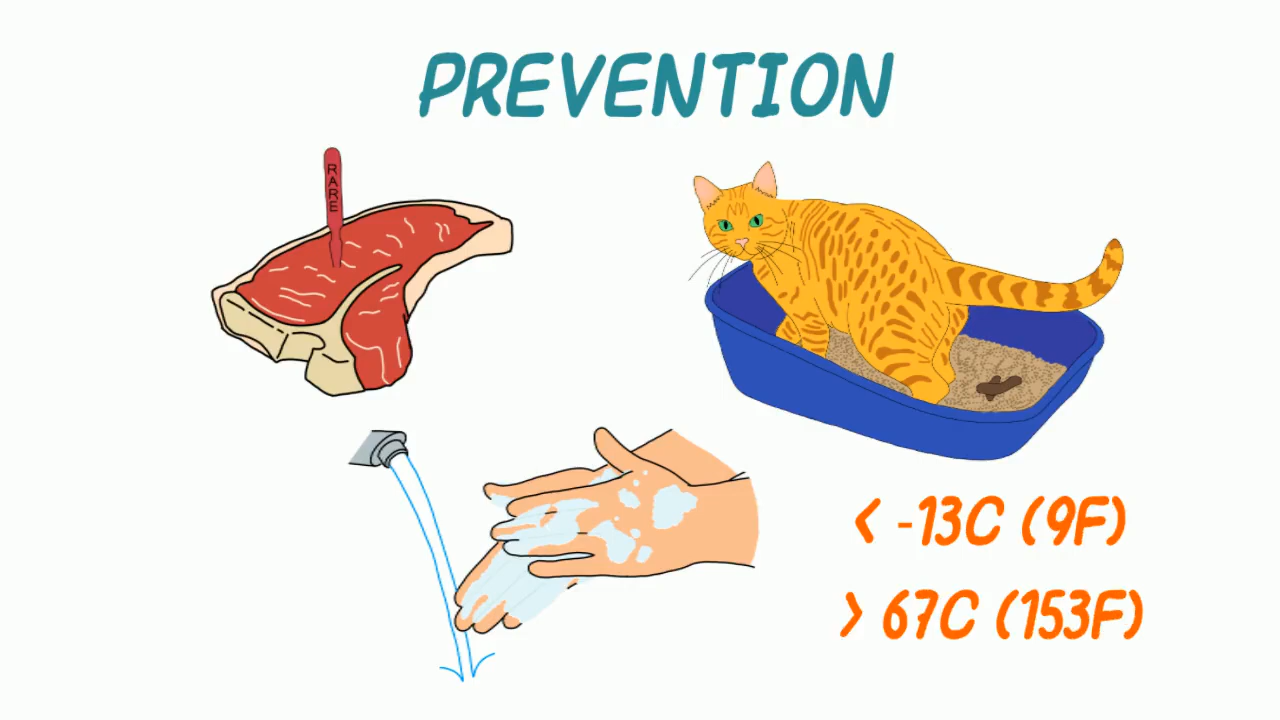 PREVENTION
RARE
< -13C (9F)
> 67C (153F)